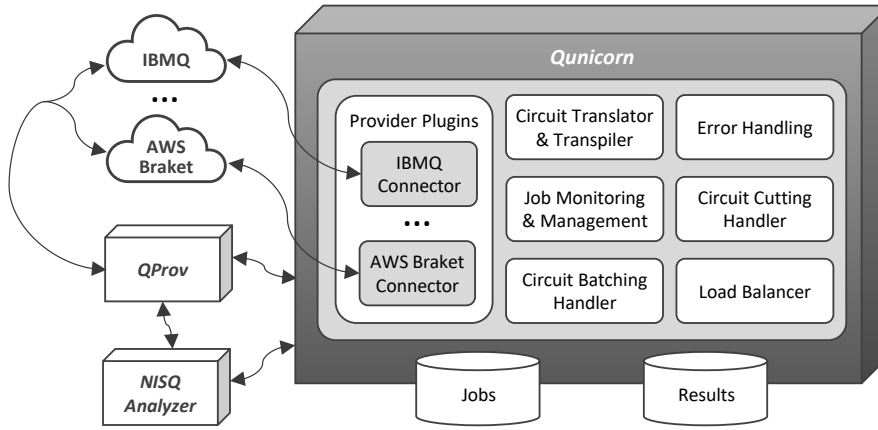 IBMQ
...
AWS
Braket
QProv
NISQ
Analyzer
Qunicorn
Provider Plugins
IBMQ
Connector
...
AWS Braket
Connector
Circuit Translator
& Transpiler
Error Handling
Job Monitoring
& Management
Circuit Cutting
Handler
Circuit Batching
Handler
Load Balancer
Jobs
Results